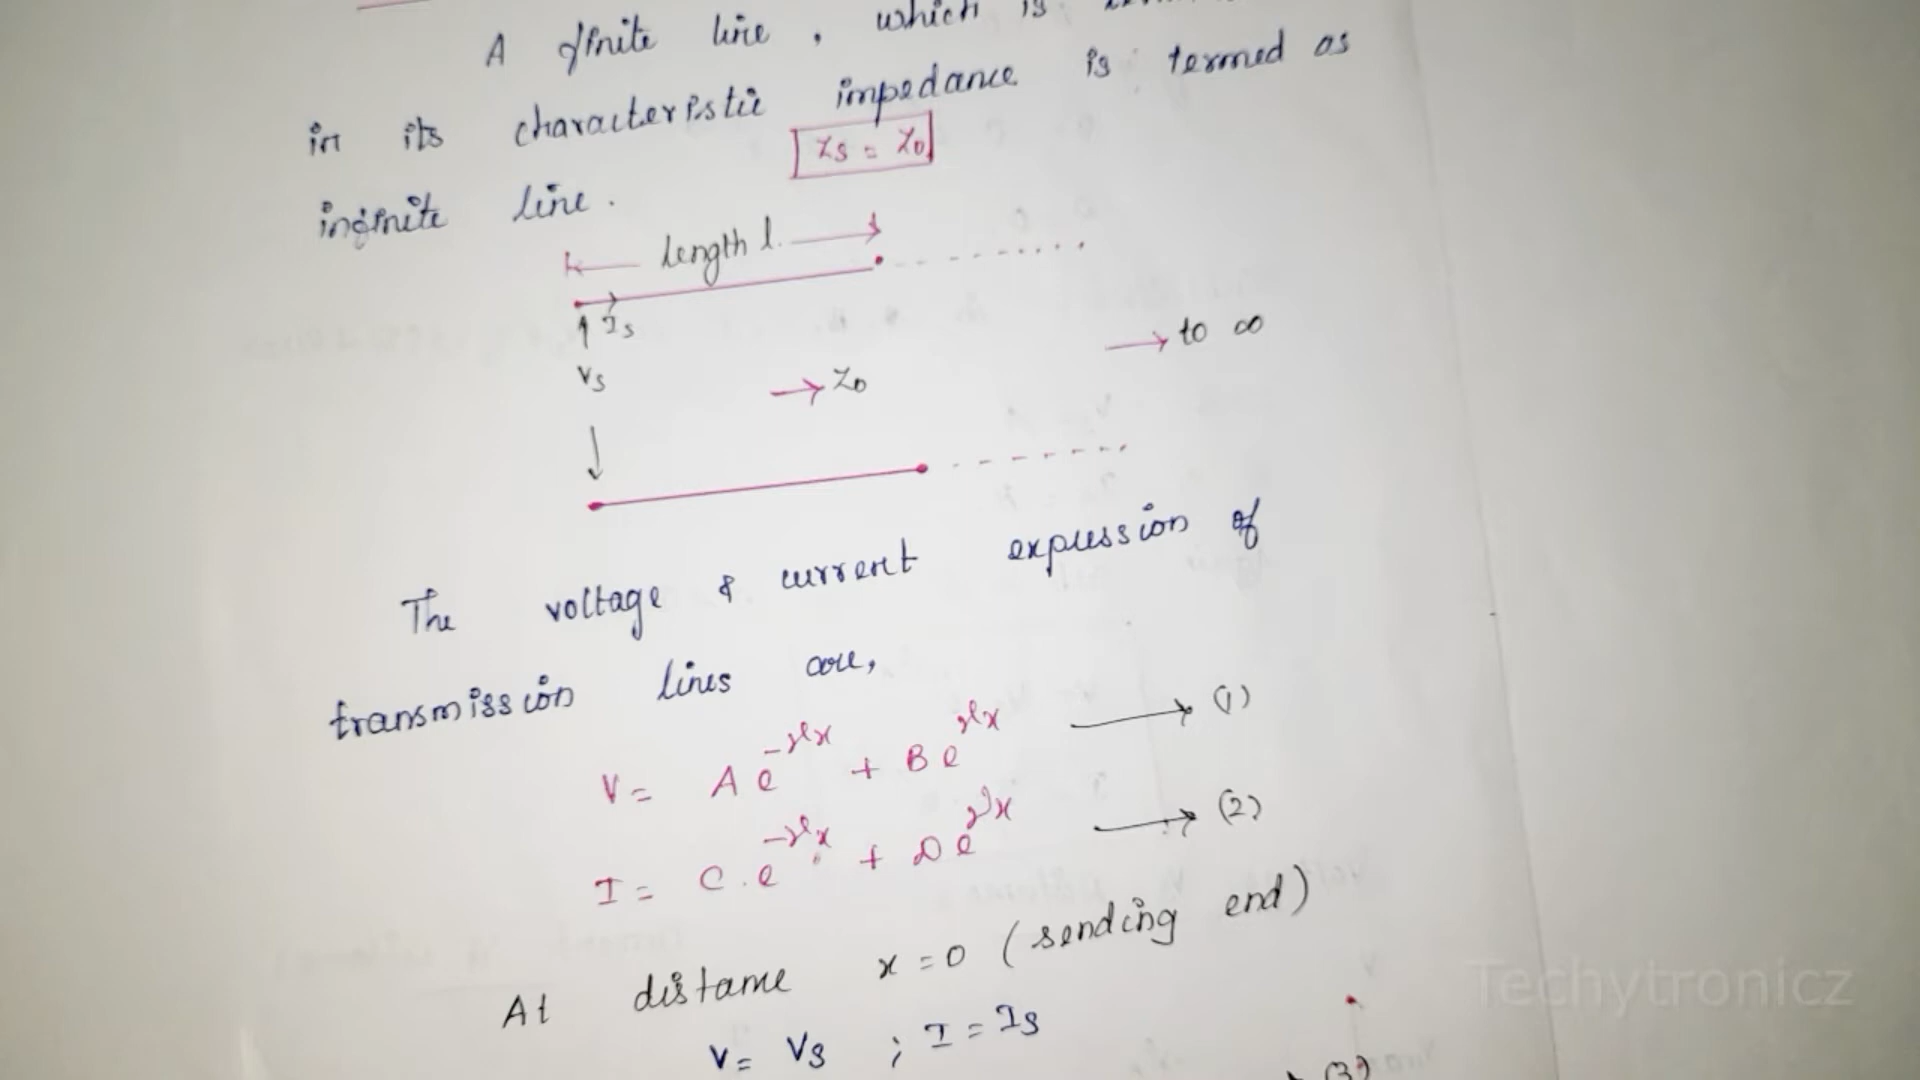 A finite line, which is
in its characteristic impedance is termed as
infinite line.
Zs = Z0
length l.
Is
Vs
→ Z0
→ to ∞
The voltage & current expression of
transmission lines are,
V = A e^-γx + B e^γx → (1)
I = C . e^-γx + D e^γx → (2)
At distance x = 0 (sending end)
V = Vs ; I = Is
(3)
Techytronicz